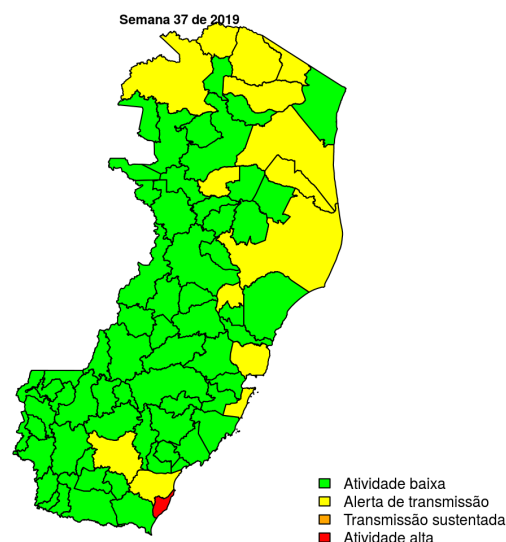 Semana 37 de 2019
Atividade baixa
Alerta de transmissão
Transmissão sustentada
Atividade alta